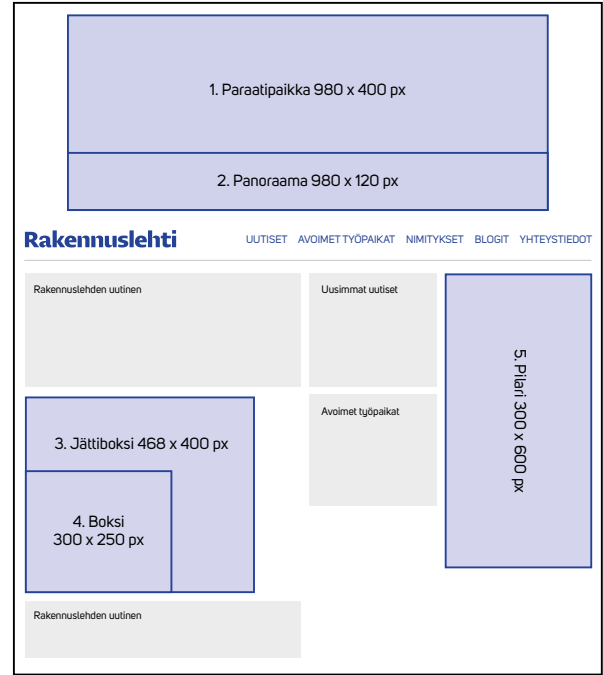 1. Paraatipaikka 980 x 400 px
2. Panoraama 980 x 120 px
Rakennuslehti
UUTISET AVOIMET TYÖPAIKAT NIMITYKSET BLOGIT YHTEYSTIEDOT
Rakennuslehden uutinen
Uusimmat uutiset
5. Pilari 300 x 600 px
Avoimet työpaikat
3. Jättiboksi 468 x 400 px
4. Boksi
300 x 250 px
Rakennuslehden uutinen